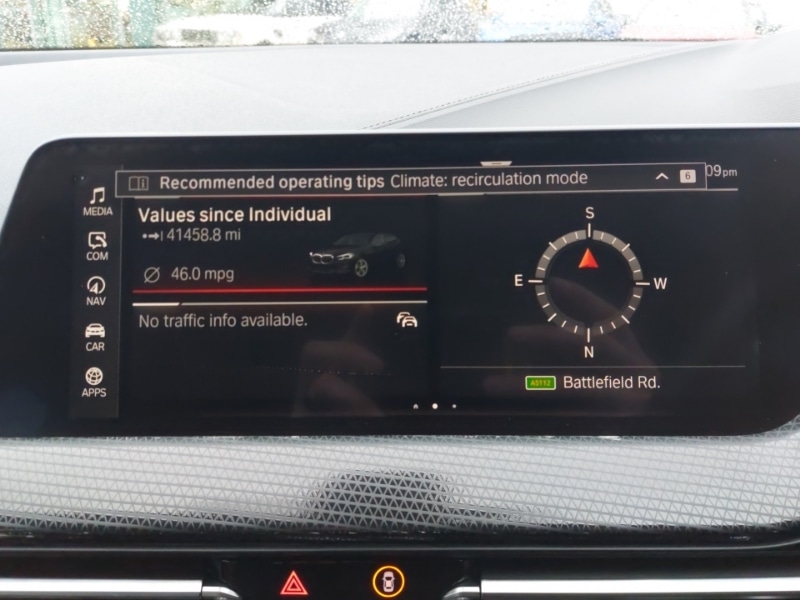 Recommended operating tips Climate: recirculation mode 6 09pm
MEDIA
COM
NAV
CAR
APPS
Values since Individual
41458.8 mi
46.0 mpg
No traffic info available.
S
E W
N
A5112 Battlefield Rd.